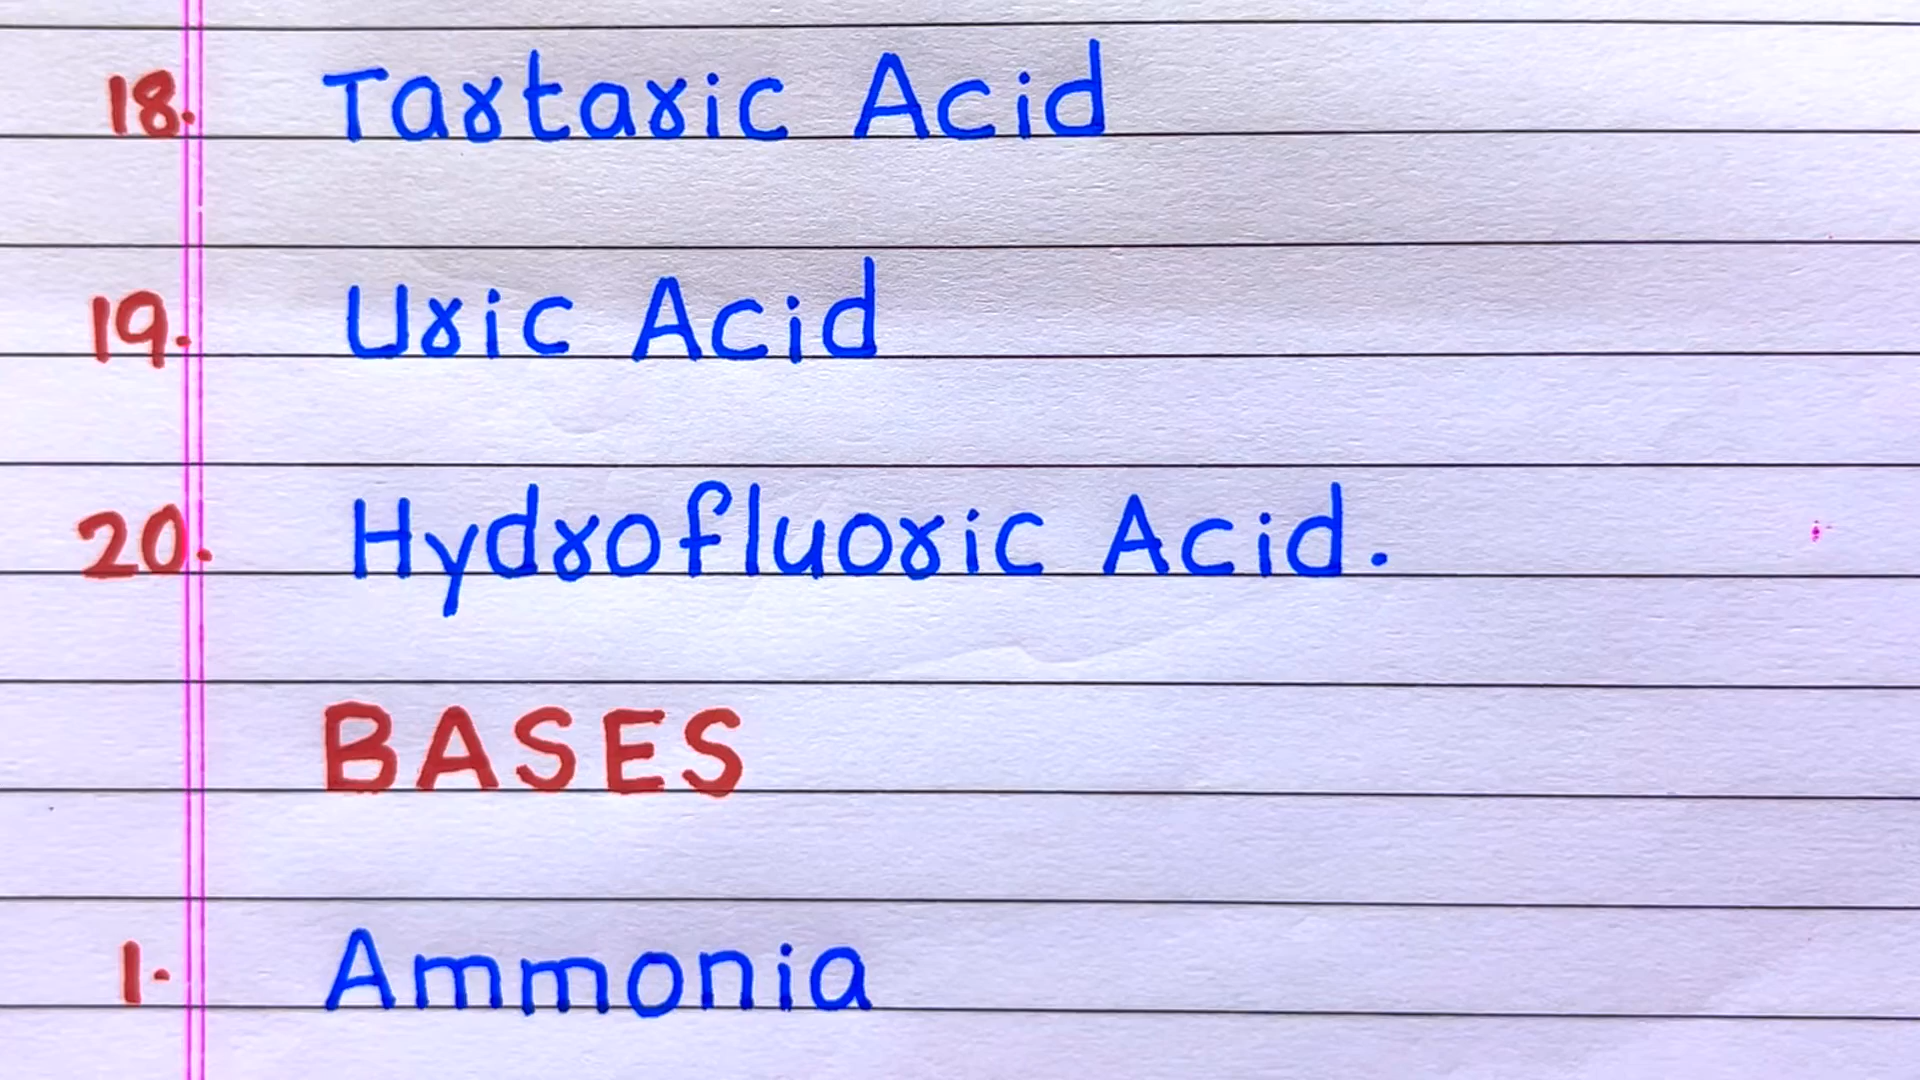 18. Tartaric Acid
19. Uric Acid
20. Hydrofluoric Acid.
BASES
1. Ammonia